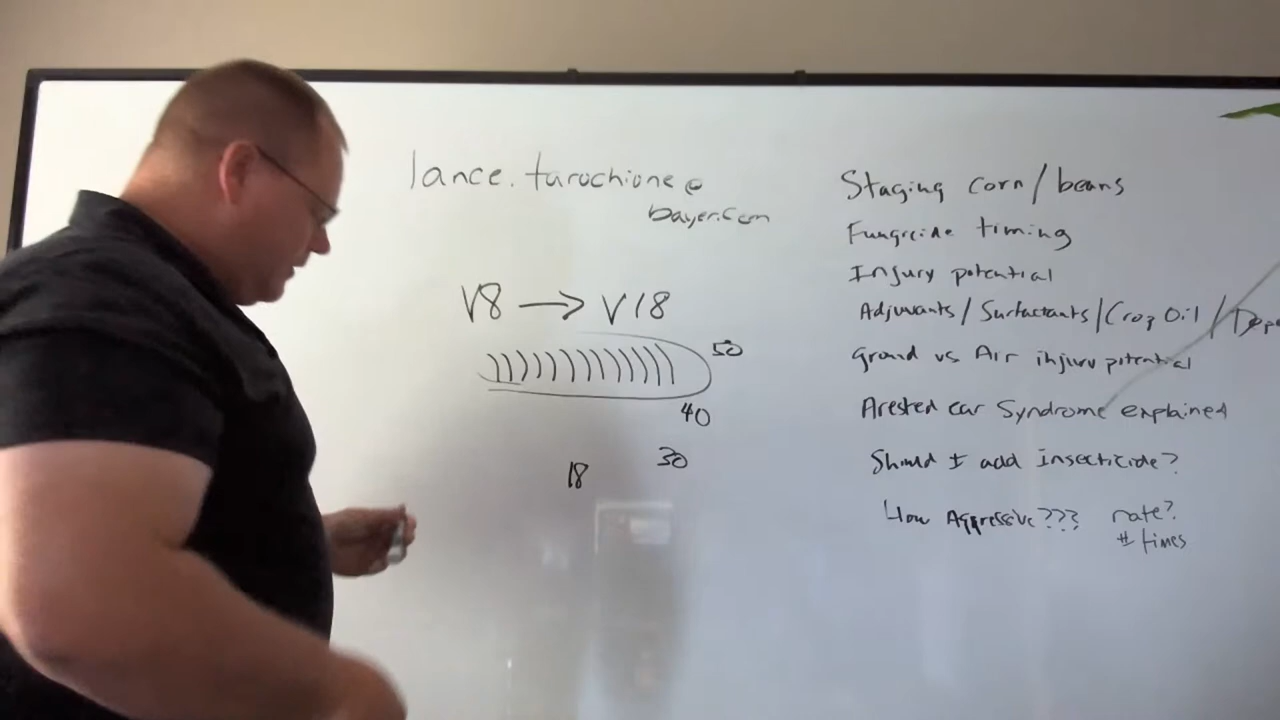 lance.tarochione@
bayer.com
V8 → V18
50
40
30
18
Staging corn/beans
Fungicide timing
Injury potential
Adjuvants/Surfactants/Crop Oil/
Ground vs Air injury potential
Arested ear Syndrome explained
Should I add insecticide?
How Aggressive??? rate?
# times